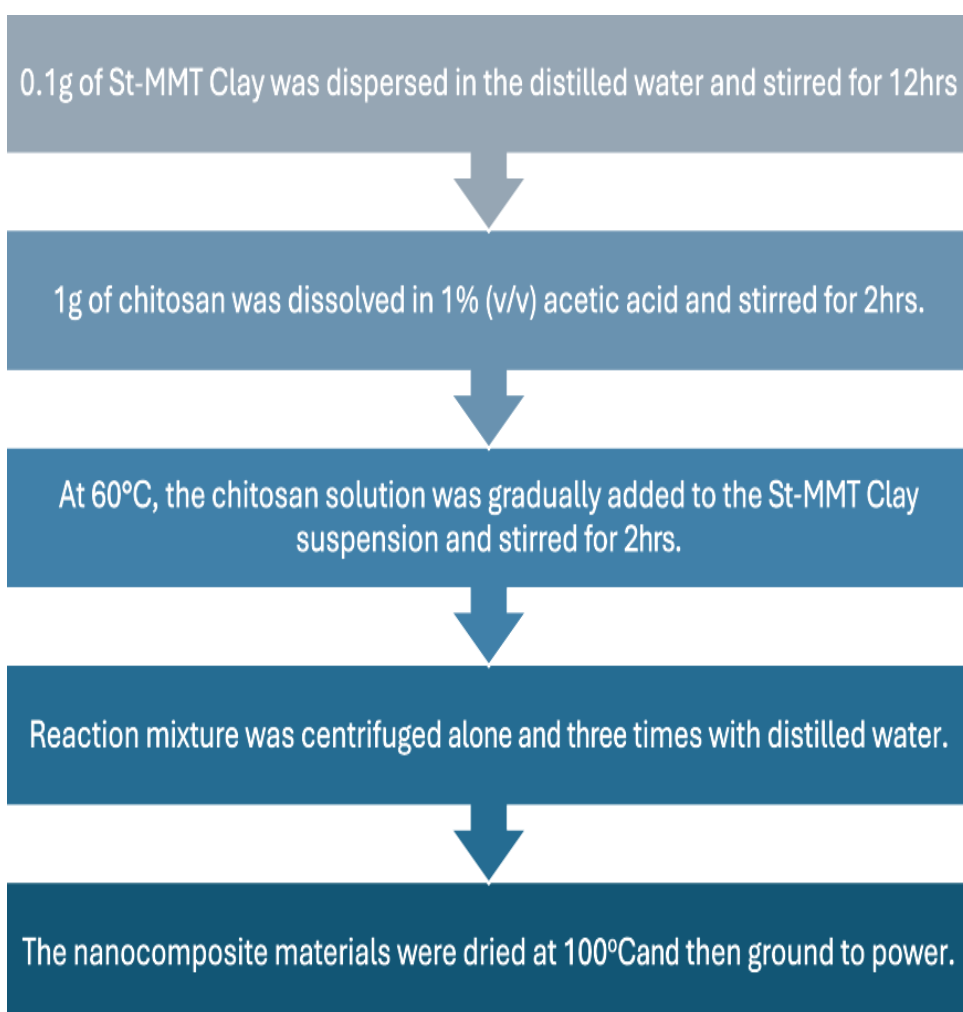 0.1g of St-MMT Clay was dispersed in the distilled water and stirred for 12hrs
1g of chitosan was dissolved in 1% (v/v) acetic acid and stirred for 2hrs.
At 60°C, the chitosan solution was gradually added to the St-MMT Clay
suspension and stirred for 2hrs.
Reaction mixture was centrifuged alone and three times with distilled water.
The nanocomposite materials were dried at 100°Cand then ground to power.